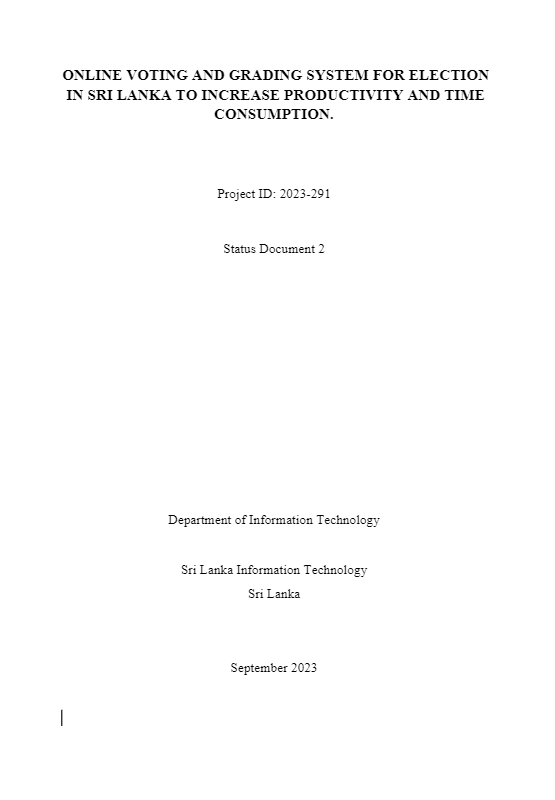 ONLINE VOTING AND GRADING SYSTEM FOR ELECTION
IN SRI LANKA TO INCREASE PRODUCTIVITY AND TIME
CONSUMPTION.
Project ID: 2023-291
Status Document 2
Department of Information Technology
Sri Lanka Information Technology
Sri Lanka
September 2023